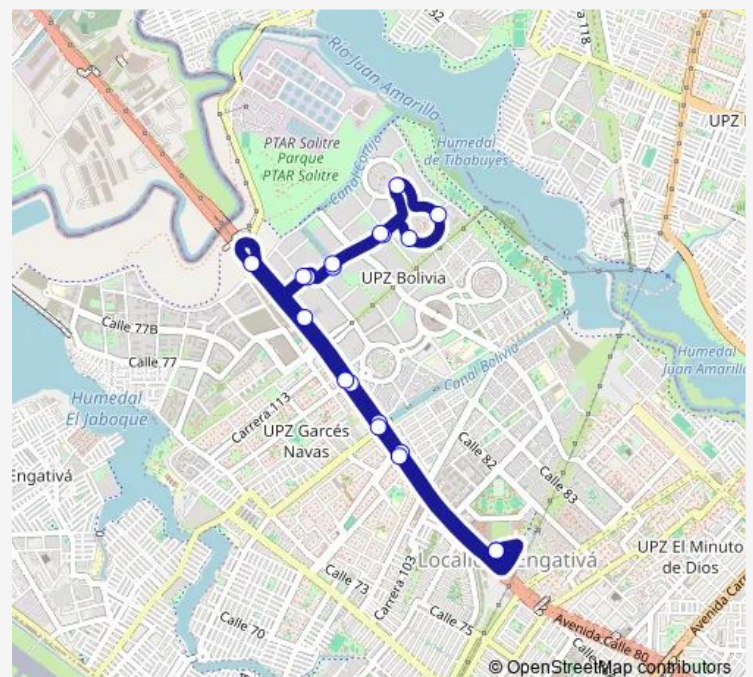 32
Calle 118
Río Juan Amarillo
UPZ
PTAR Salitre
Parque
PTAR Salitre
Canal Cortijo
Humedal
de Tibabuyes
UPZ Bolivia
Calle 77B
Calle 77
Humedal
Juan Amarillo
Canal Bolivia
Humedal
El Jaboque
Carrera 113
UPZ Garcés
Navas
Calle 82
Calle 83
Engativá
Engativá
UPZ El Minuto
de Dios
Calle 73
Carrera 103
Calle 75
Calle 70
Avenida Calle 80
© OpenStreetMap contributors